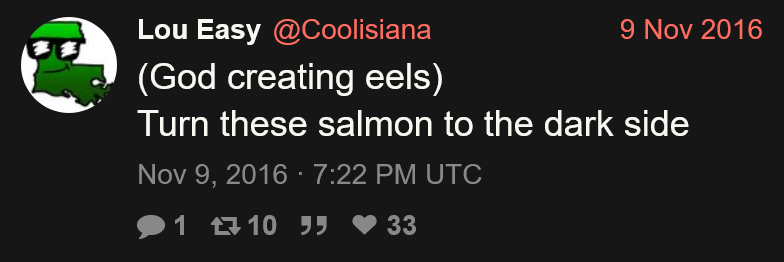 Lou Easy @Coolisiana 9 Nov 2016
(God creating eels)
Turn these salmon to the dark side
Nov 9, 2016 · 7:22 PM UTC
1 10 33